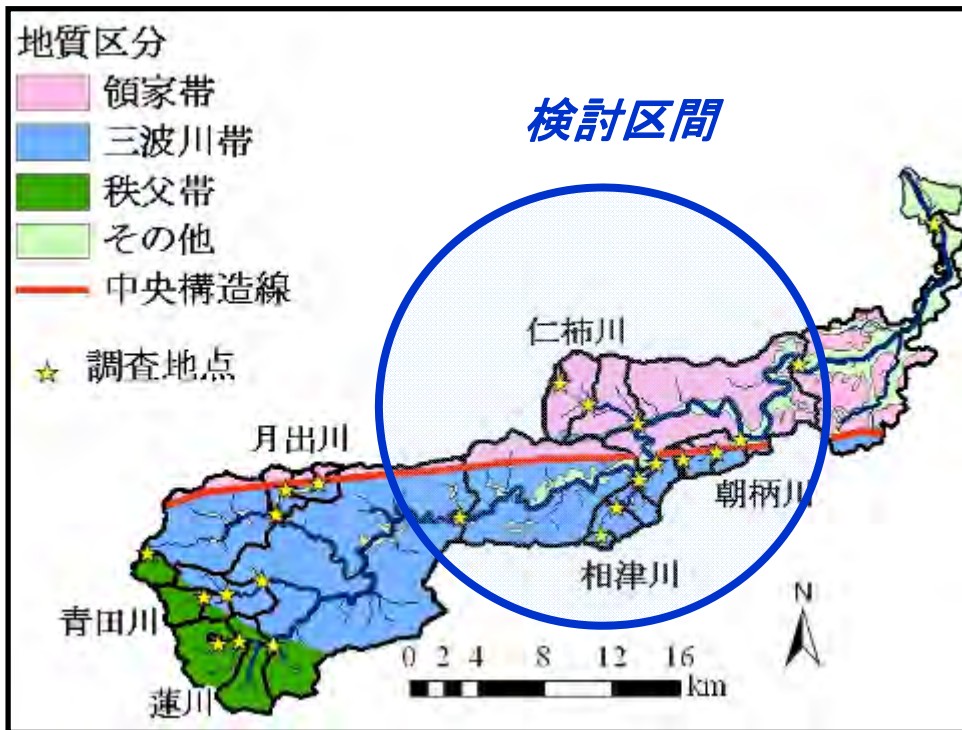 地質区分
領家帯
三波川帯
秩父帯
その他
中央構造線
調査地点
検討区間
仁柿川
月出川
朝柄川
相津川
青田川
蓮川
N
0 2 4 8 12 16
km